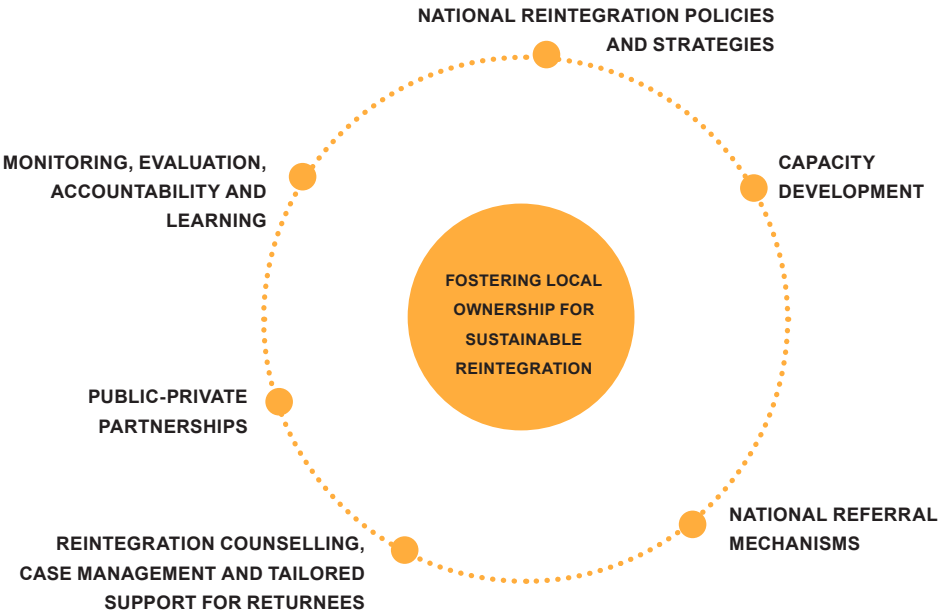 NATIONAL REINTEGRATION POLICIES
AND STRATEGIES
MONITORING, EVALUATION,
ACCOUNTABILITY AND
LEARNING
CAPACITY
DEVELOPMENT
FOSTERING LOCAL
OWNERSHIP FOR
SUSTAINABLE
REINTEGRATION
PUBLIC-PRIVATE
PARTNERSHIPS
NATIONAL REFERRAL
MECHANISMS
REINTEGRATION COUNSELLING,
CASE MANAGEMENT AND TAILORED
SUPPORT FOR RETURNEES